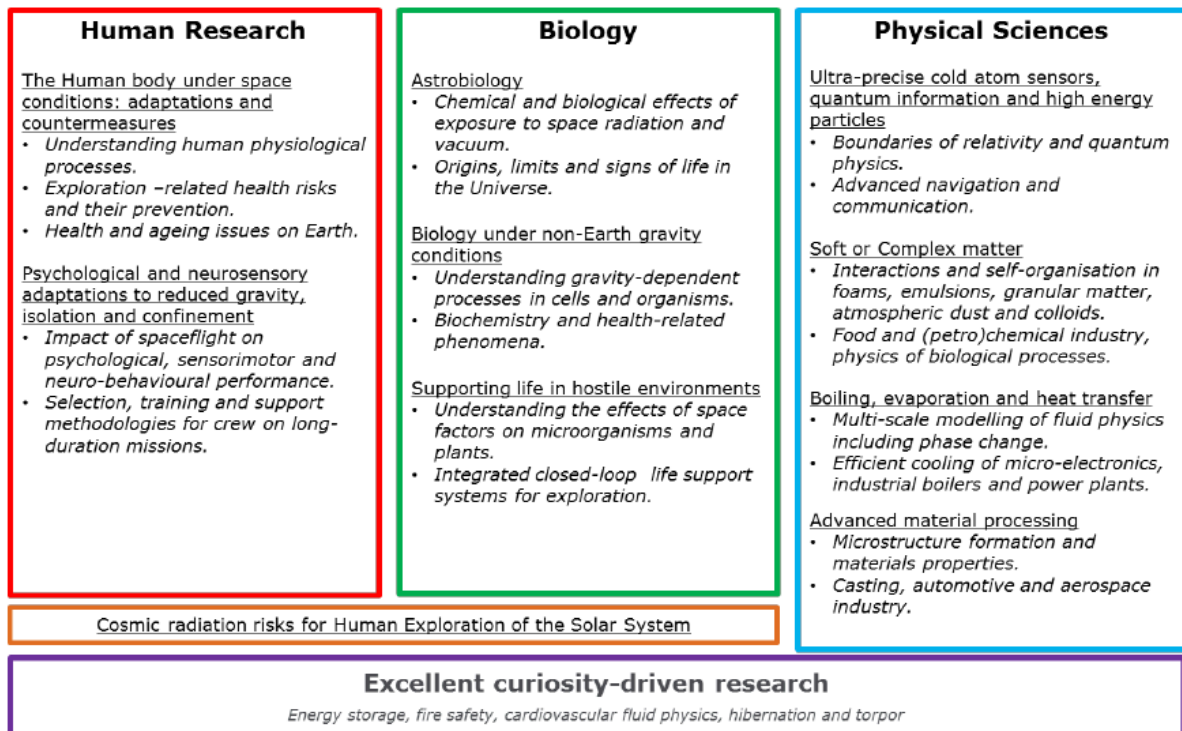 Human Research
The Human body under space
conditions: adaptations and
countermeasures
• Understanding human physiological
processes.
• Exploration –related health risks
and their prevention.
• Health and ageing issues on Earth.
Psychological and neurosensory
adaptations to reduced gravity,
isolation and confinement
• Impact of spaceflight on
psychological, sensorimotor and
neuro-behavioural performance.
• Selection, training and support
methodologies for crew on long-
duration missions.
Biology
Astrobiology
• Chemical and biological effects of
exposure to space radiation and
vacuum.
• Origins, limits and signs of life in
the Universe.
Biology under non-Earth gravity
conditions
• Understanding gravity-dependent
processes in cells and organisms.
• Biochemistry and health-related
phenomena.
Supporting life in hostile environments
• Understanding the effects of space
factors on microorganisms and
plants.
• Integrated closed-loop life support
systems for exploration.
Physical Sciences
Ultra-precise cold atom sensors,
quantum information and high energy
particles
• Boundaries of relativity and quantum
physics.
• Advanced navigation and
communication.
Soft or Complex matter
• Interactions and self-organisation in
foams, emulsions, granular matter,
atmospheric dust and colloids.
• Food and (petro)chemical industry,
physics of biological processes.
Boiling, evaporation and heat transfer
• Multi-scale modelling of fluid physics
including phase change.
• Efficient cooling of micro-electronics,
industrial boilers and power plants.
Advanced material processing
• Microstructure formation and
materials properties.
• Casting, automotive and aerospace
industry.
Cosmic radiation risks for Human Exploration of the Solar System
Excellent curiosity-driven research
Energy storage, fire safety, cardiovascular fluid physics, hibernation and torpor